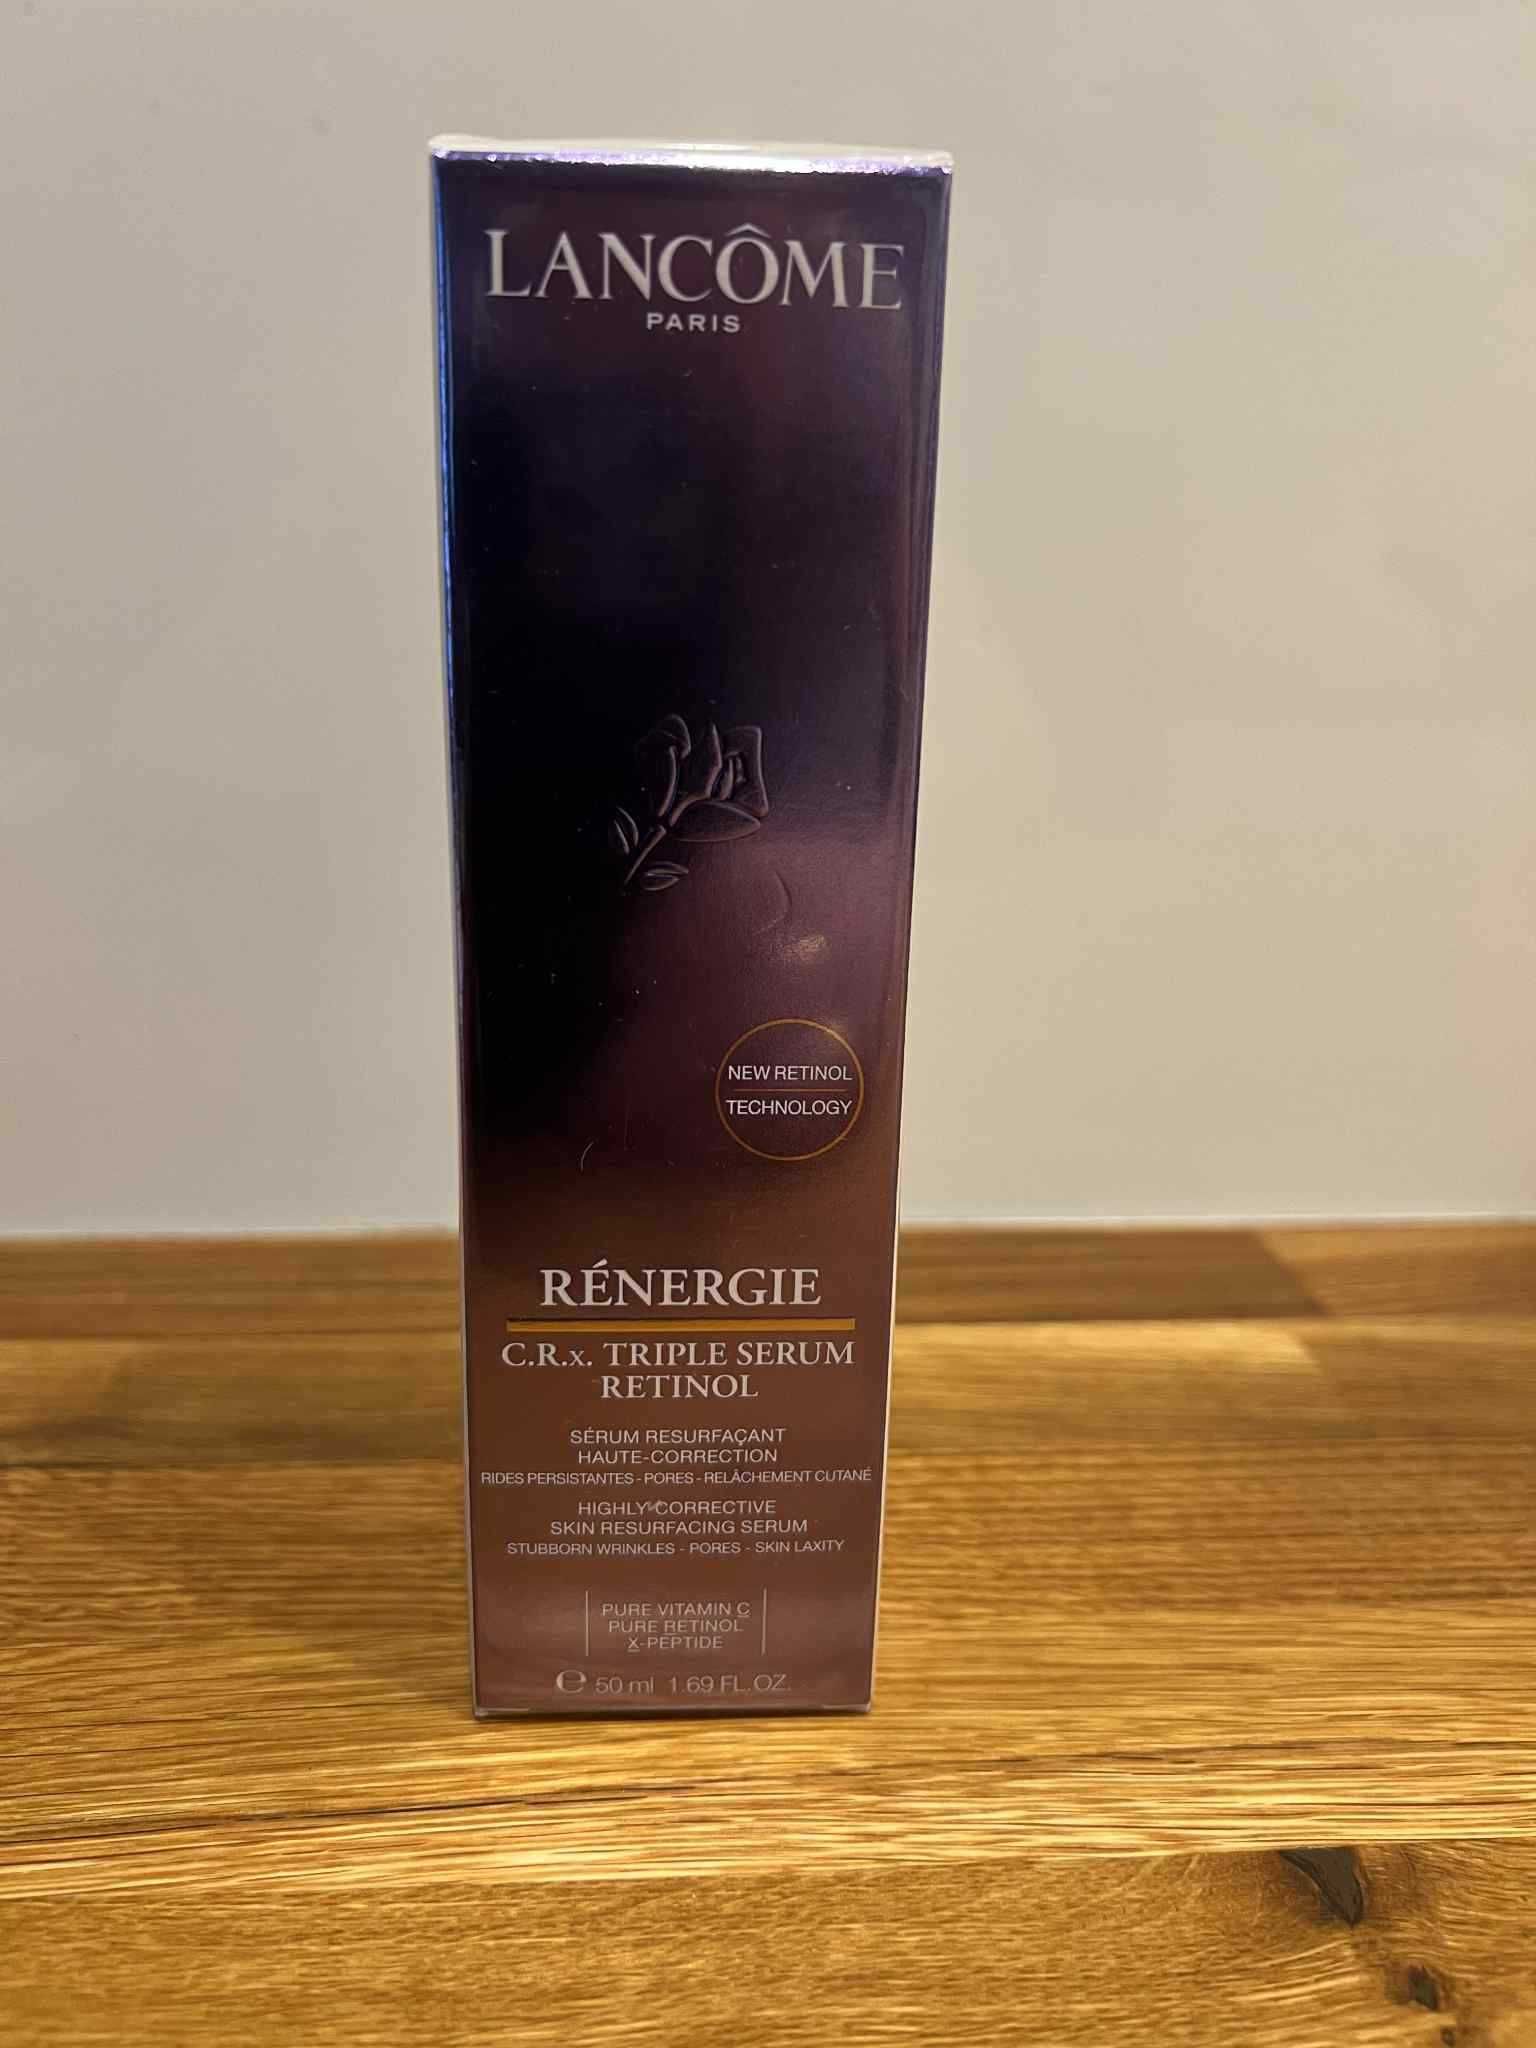 LANCÔME
PARIS
NEW RETINOL
TECHNOLOGY
RÉNERGIE
C.R.x. TRIPLE SERUM
RETINOL
SÉRUM RESURFAÇANT
HAUTE-CORRECTION
RIDES PERSISTANTES - PORES - RELÂCHEMENT CUTANÉ
HIGHLY CORRECTIVE
SKIN RESURFACING SERUM
STUBBORN WRINKLES - PORES - SKIN LAXITY
PURE VITAMIN C
PURE RETINOL
X-PEPTIDE
℮ 50 ml 1.69 FL.OZ.